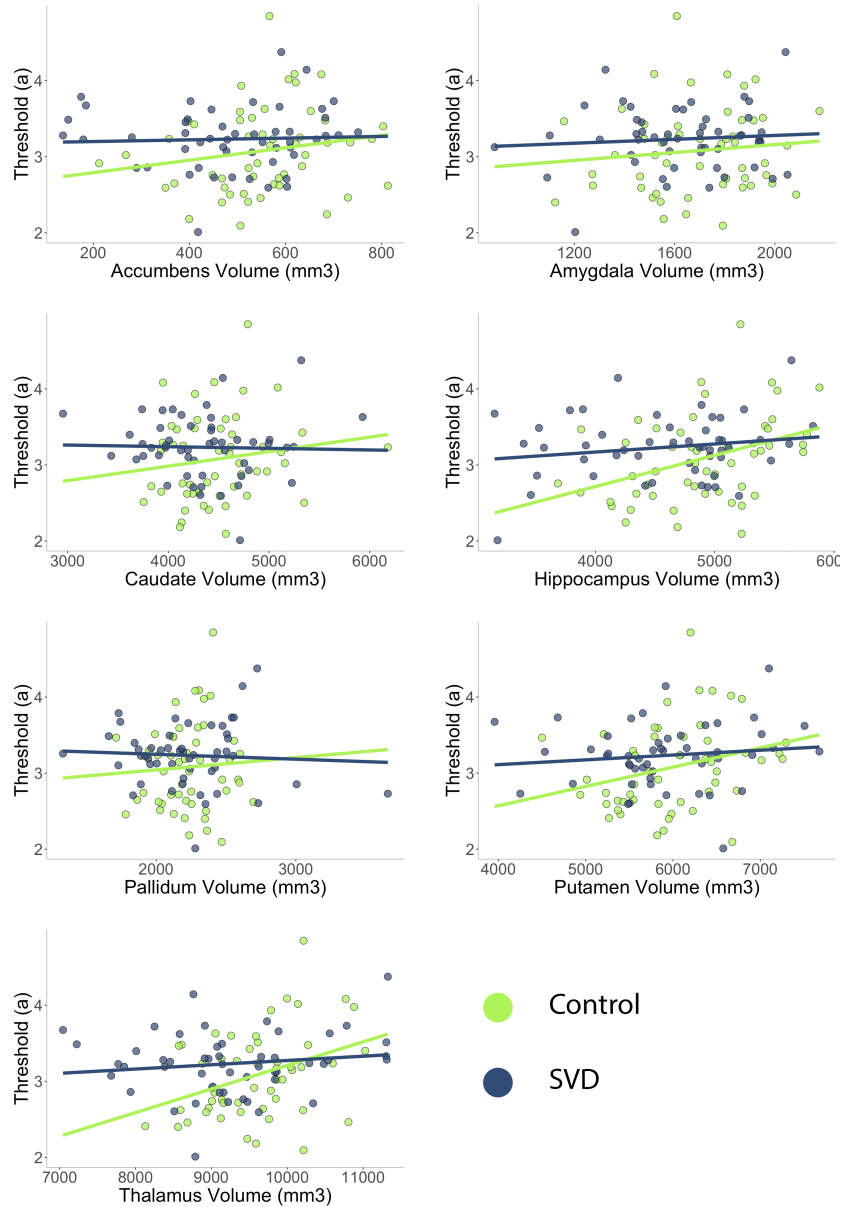 Threshold (a)
4
3
2
200 400 600 800
Accumbens Volume (mm3)
Threshold (a)
4
3
2
1200 1600 2000
Amygdala Volume (mm3)
Threshold (a)
4
3
2
3000 4000 5000 6000
Caudate Volume (mm3)
Threshold (a)
4
3
2
4000 5000 600
Hippocampus Volume (mm3)
Threshold (a)
4
3
2
2000 3000
Pallidum Volume (mm3)
Threshold (a)
4
3
2
4000 5000 6000 7000
Putamen Volume (mm3)
Threshold (a)
4
3
2
7000 8000 9000 10000 11000
Thalamus Volume (mm3)
Control
SVD